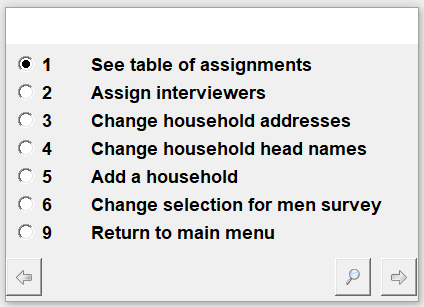 1 See table of assignments
2 Assign interviewers
3 Change household addresses
4 Change household head names
5 Add a household
6 Change selection for men survey
9 Return to main menu